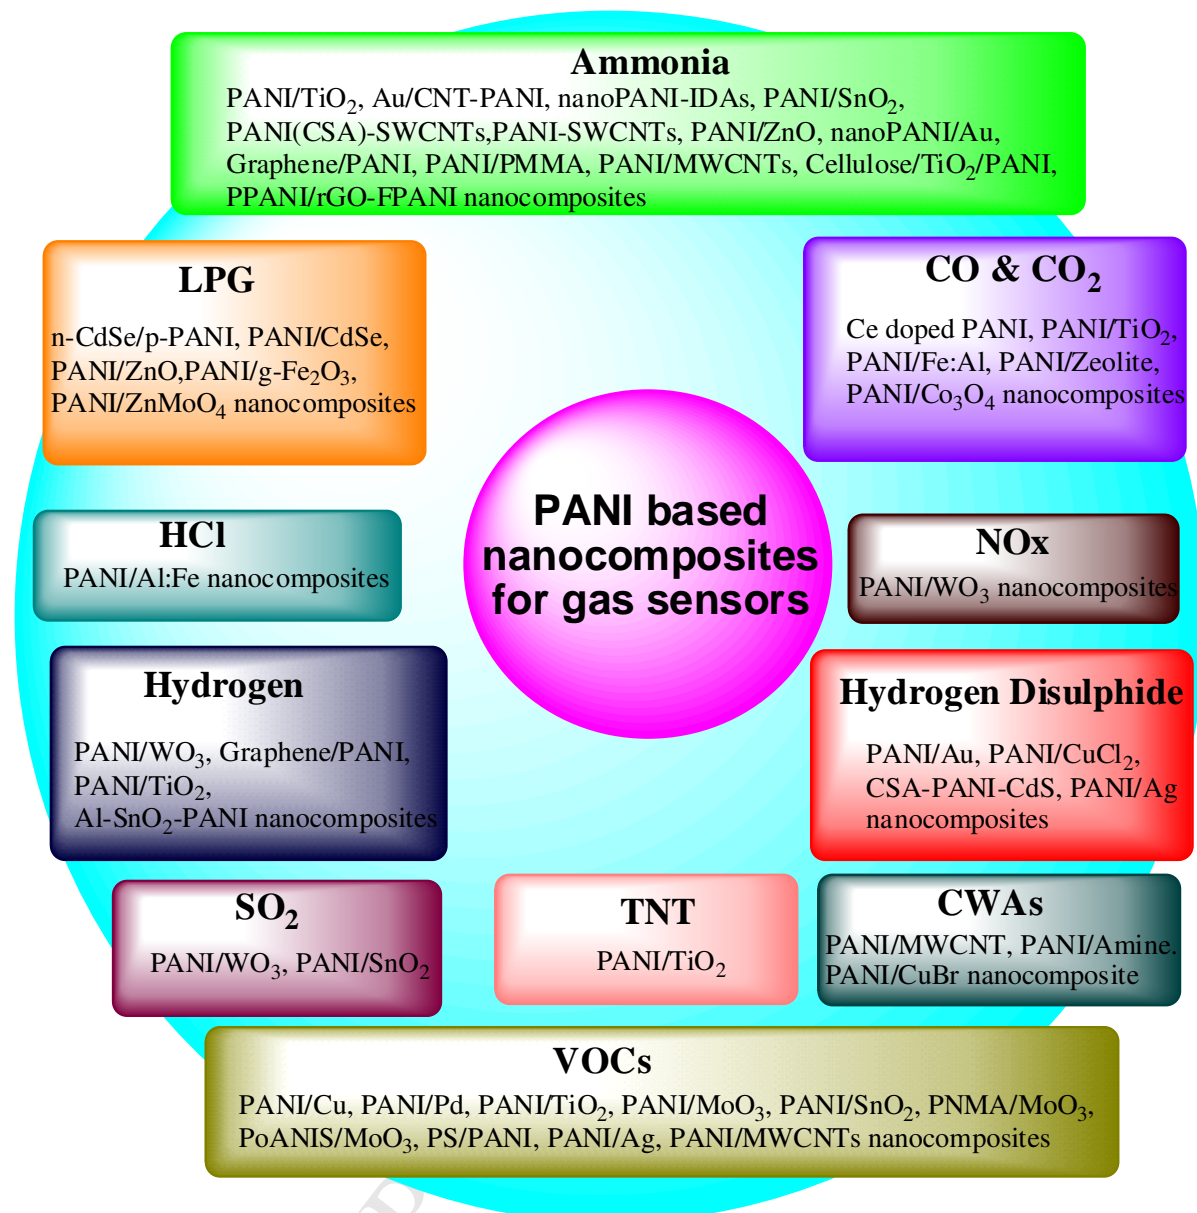 Ammonia
PANI/TiO₂, Au/CNT-PANI, nanoPANI-IDAs, PANI/SnO₂,
PANI(CSA)-SWCNTs,PANI-SWCNTs, PANI/ZnO, nanoPANI/Au,
Graphene/PANI, PANI/PMMA, PANI/MWCNTs, Cellulose/TiO₂/PANI,
PPANI/rGO-FPANI nanocomposites
LPG
n-CdSe/p-PANI, PANI/CdSe,
PANI/ZnO,PANI/g-Fe₂O₃,
PANI/ZnMoO₄ nanocomposites
CO & CO₂
Ce doped PANI, PANI/TiO₂,
PANI/Fe:Al, PANI/Zeolite,
PANI/Co₃O₄ nanocomposites
PANI based
nanocomposites
for gas sensors
HCl
PANI/Al:Fe nanocomposites
NOx
PANI/WO₃ nanocomposites
Hydrogen
PANI/WO₃, Graphene/PANI,
PANI/TiO₂,
Al-SnO₂-PANI nanocomposites
Hydrogen Disulphide
PANI/Au, PANI/CuCl₂,
CSA-PANI-CdS, PANI/Ag
nanocomposites
SO₂
PANI/WO₃, PANI/SnO₂
TNT
PANI/TiO₂
CWAs
PANI/MWCNT, PANI/Amine.
PANI/CuBr nanocomposite
VOCs
PANI/Cu, PANI/Pd, PANI/TiO₂, PANI/MoO₃, PANI/SnO₂, PNMA/MoO₃,
PoANIS/MoO₃, PS/PANI, PANI/Ag, PANI/MWCNTs nanocomposites